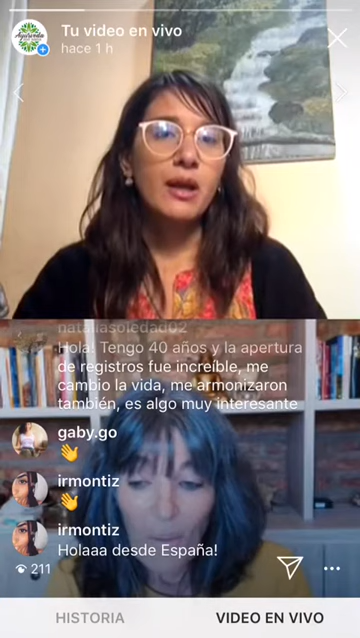 Tu video en vivo
hace 1 h
Ayurveda
nataliasoledad02
Hola! Tengo 40 años y la apertura
de registros fue increíble, me
cambio la vida, me armonizaron
también, es algo muy interesante
gaby.go
👋
irmontiz
👋
irmontiz
Holaaa desde España!
211
HISTORIA
VIDEO EN VIVO